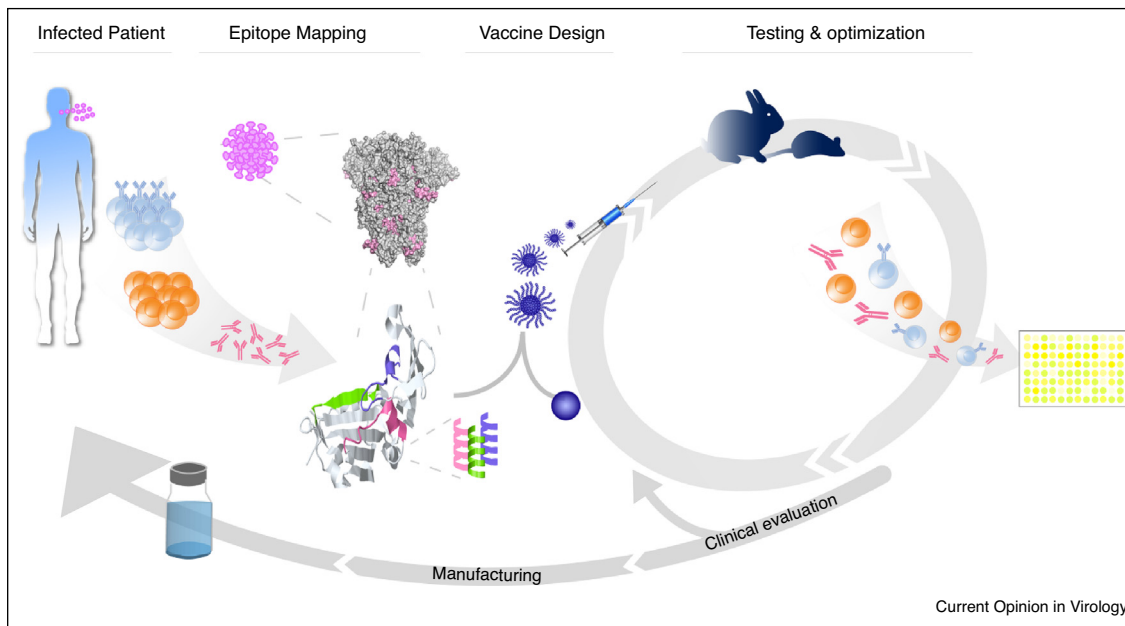 Infected Patient
Epitope Mapping
Vaccine Design
Testing & optimization
Clinical evaluation
Manufacturing
Current Opinion in Virology